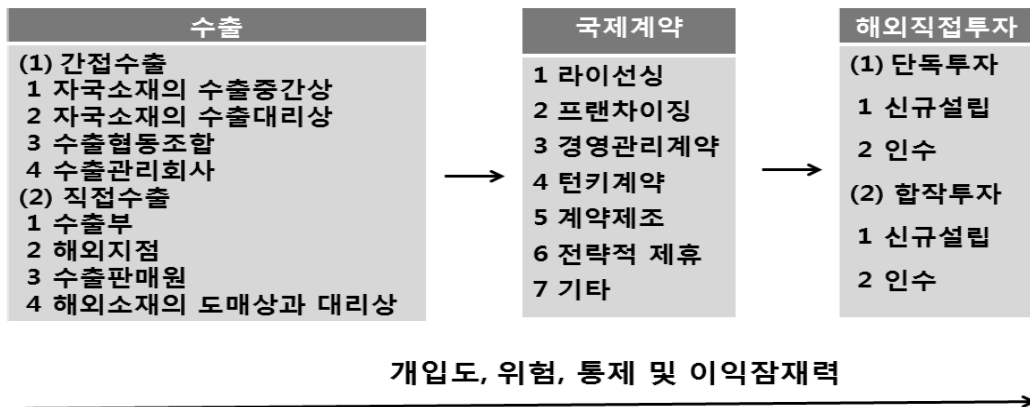 수출
(1) 간접수출
1 자국소재의 수출중간상
2 자국소재의 수출대리상
3 수출협동조합
4 수출관리회사
(2) 직접수출
1 수출부
2 해외지점
3 수출판매원
4 해외소재의 도매상과 대리상
국제계약
1 라이선싱
2 프랜차이징
3 경영관리계약
4 턴키계약
5 계약제조
6 전략적 제휴
7 기타
해외직접투자
(1) 단독투자
1 신규설립
2 인수
(2) 합작투자
1 신규설립
2 인수
개입도, 위험, 통제 및 이익잠재력